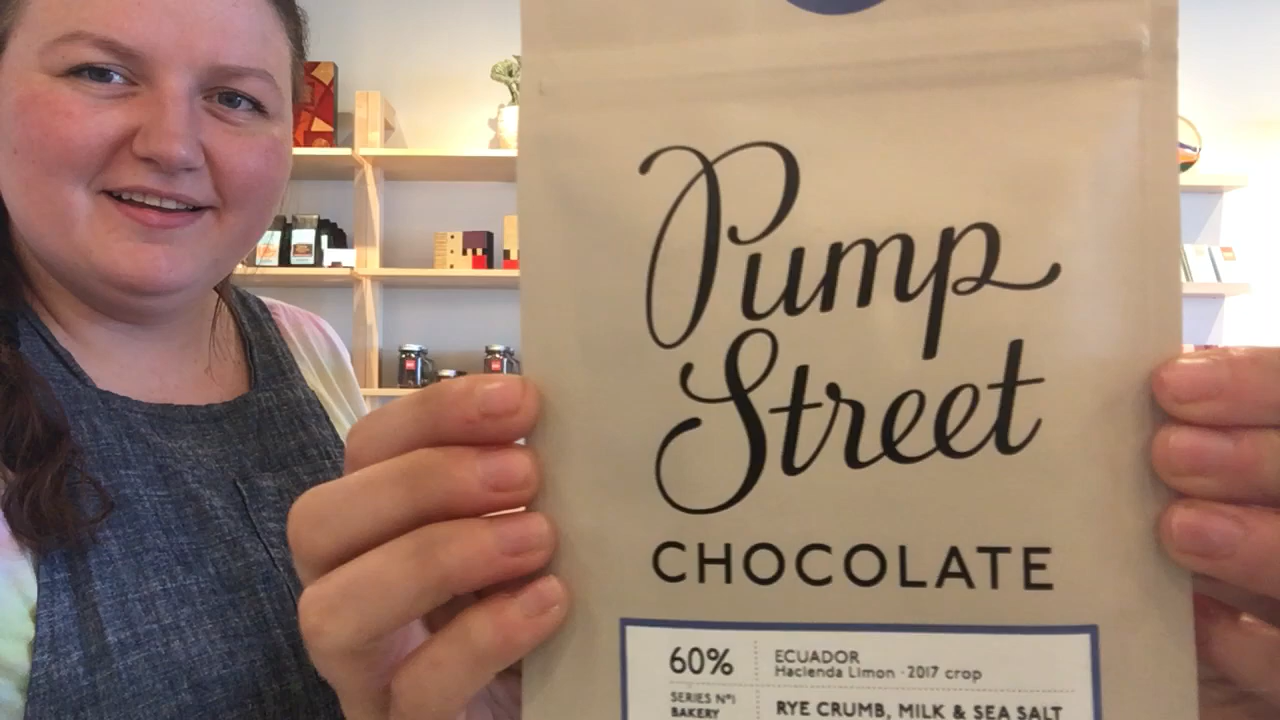 Pump
Street
CHOCOLATE
60%
ECUADOR
Hacienda Limon · 2017 crop
SERIES Nº1
BAKERY
RYE CRUMB, MILK & SEA SALT